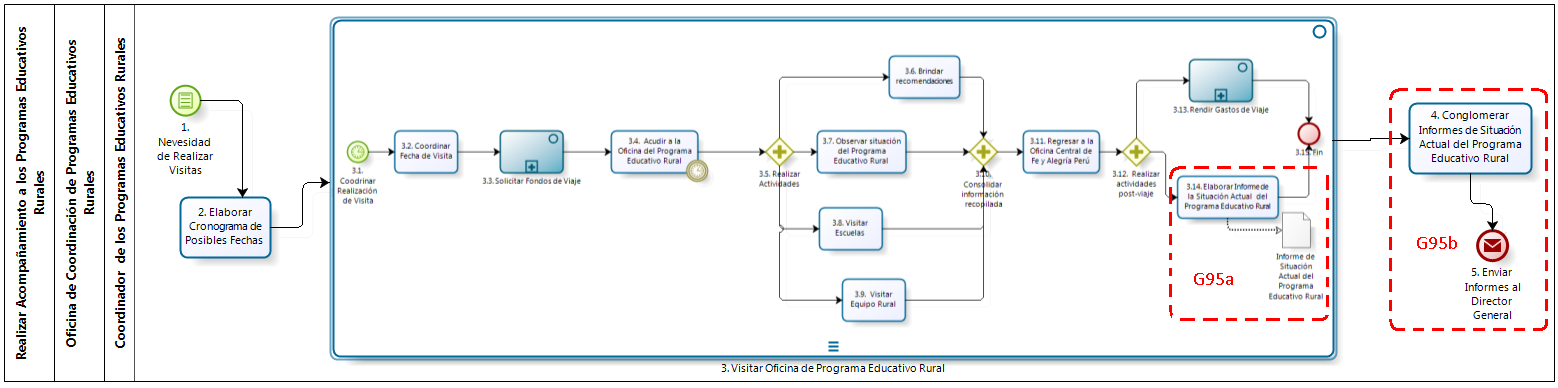 Realizar Acompañamiento a los Programas Educativos
Rurales
Oficina de Coordinación de Programas Educativos
Rurales
Coordinador de los Programas Educativos Rurales
1.
Nevesidad
de Realizar
Visitas
2. Elaborar
Cronograma de
Posibles Fechas
3.1.
Coodrinar
Realización
de Visita
3.2. Coordinar
Fecha de Visita
3.3. Solicitar Fondos de Viaje
3.4. Acudir a la
Oficina del Programa
Educativo Rural
3.5. Realizar
Actividades
3.6. Brindar
recomendaciones
3.7. Observar situación
del Programa
Educativo Rural
3.8. Visitar
Escuelas
3.9. Visitar
Equipo Rural
3.10.
Consolidar
información
recopilada
3.11. Regresar a la
Oficina Central de
Fe y Alegría Perú
3.12. Realizar
actividades
post-viaje
3.13. Rendir Gastos de Viaje
3.14. Elaborar Informe de
la Situación Actual del
Programa Educativo Rural
3.15. Fin
Informe de
Situación
Actual del
Programa
Educativo Rural
G95a
3. Visitar Oficina de Programa Educativo Rural
4. Conglomerar
Informes de Situación
Actual del Programa
Educativo Rural
G95b
5. Enviar
Informes al
Director
General